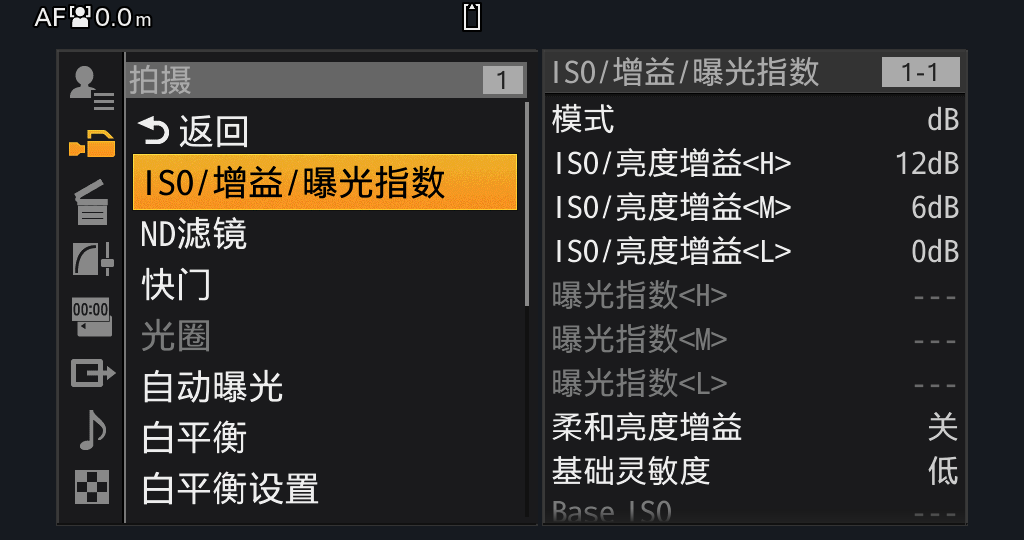 AF 0.0m
拍摄 1
返回
ISO/增益/曝光指数
ND滤镜
快门
光圈
自动曝光
白平衡
白平衡设置
00:00
ISO/增益/曝光指数 1-1
模式 dB
ISO/亮度增益<H> 12dB
ISO/亮度增益<M> 6dB
ISO/亮度增益<L> 0dB
曝光指数<H> ---
曝光指数<M> ---
曝光指数<L> ---
柔和亮度增益 关
基础灵敏度 低
Base ISO ---